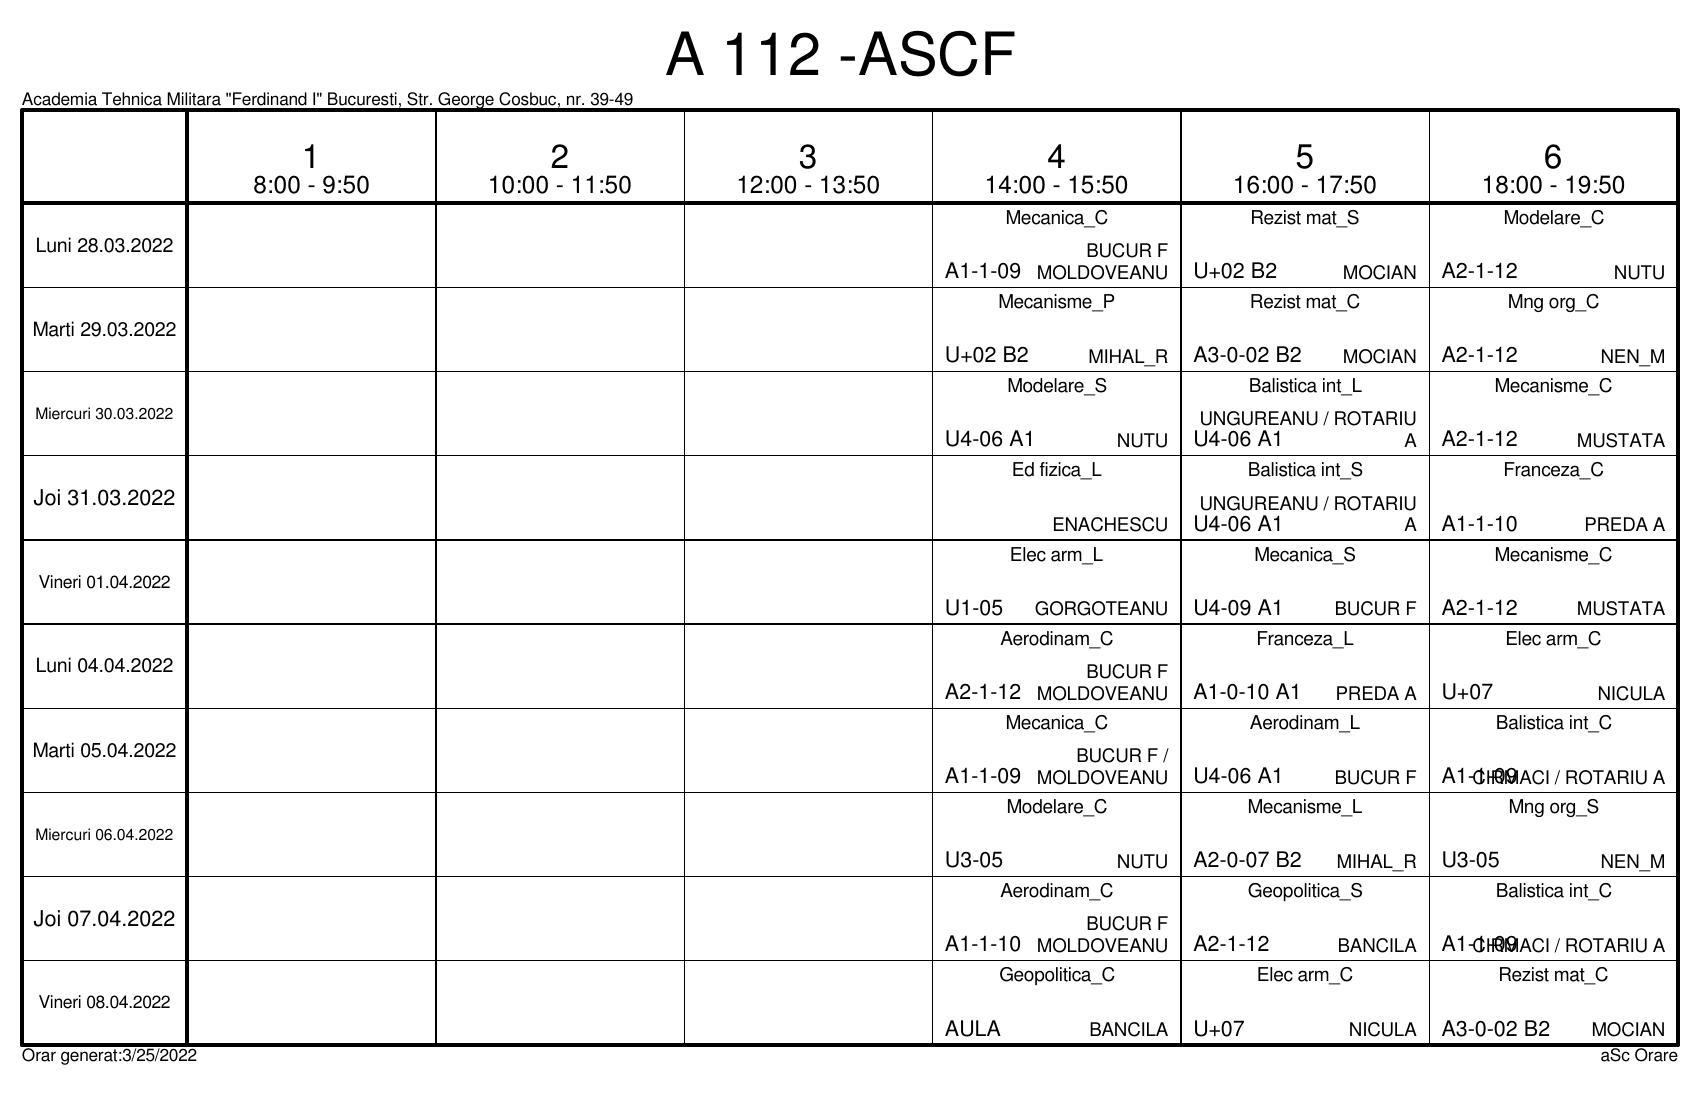 A 112 -ASCF
Academia Tehnica Militara "Ferdinand I" Bucuresti, Str. George Cosbuc, nr. 39-49
1 2 3 4 5 6
8:00 - 9:50 10:00 - 11:50 12:00 - 13:50 14:00 - 15:50 16:00 - 17:50 18:00 - 19:50
Luni 28.03.2022
Mecanica_C
BUCUR F
A1-1-09 MOLDOVEANU
Rezist mat_S
U+02 B2 MOCIAN
Modelare_C
A2-1-12 NUTU
Marti 29.03.2022
Mecanisme_P
U+02 B2 MIHAL_R
Rezist mat_C
A3-0-02 B2 MOCIAN
Mng org_C
A2-1-12 NEN_M
Miercuri 30.03.2022
Modelare_S
U4-06 A1 NUTU
Balistica int_L
UNGUREANU / ROTARIU
U4-06 A1 A
Mecanisme_C
A2-1-12 MUSTATA
Joi 31.03.2022
Ed fizica_L
ENACHESCU
Balistica int_S
UNGUREANU / ROTARIU
U4-06 A1 A
Franceza_C
A1-1-10 PREDA A
Vineri 01.04.2022
Elec arm_L
U1-05 GORGOTEANU
Mecanica_S
U4-09 A1 BUCUR F
Mecanisme_C
A2-1-12 MUSTATA
Luni 04.04.2022
Aerodinam_C
BUCUR F
A2-1-12 MOLDOVEANU
Franceza_L
A1-0-10 A1 PREDA A
Elec arm_C
U+07 NICULA
Marti 05.04.2022
Mecanica_C
BUCUR F /
A1-1-09 MOLDOVEANU
Aerodinam_L
U4-06 A1 BUCUR F
Balistica int_C
A1-1-09 / ROTARIU A
Miercuri 06.04.2022
Modelare_C
U3-05 NUTU
Mecanisme_L
A2-0-07 B2 MIHAL_R
Mng org_S
U3-05 NEN_M
Joi 07.04.2022
Aerodinam_C
BUCUR F
A1-1-10 MOLDOVEANU
Geopolitica_S
A2-1-12 BANCILA
Balistica int_C
A1-1-09 / ROTARIU A
Vineri 08.04.2022
Geopolitica_C
AULA BANCILA
Elec arm_C
U+07 NICULA
Rezist mat_C
A3-0-02 B2 MOCIAN
Orar generat:3/25/2022
aSc Orare